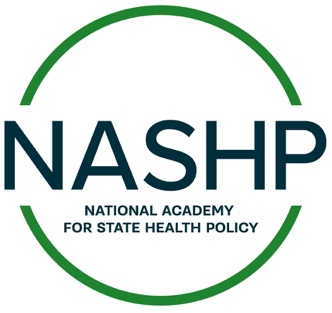 NASHP
NATIONAL ACADEMY
FOR STATE HEALTH POLICY